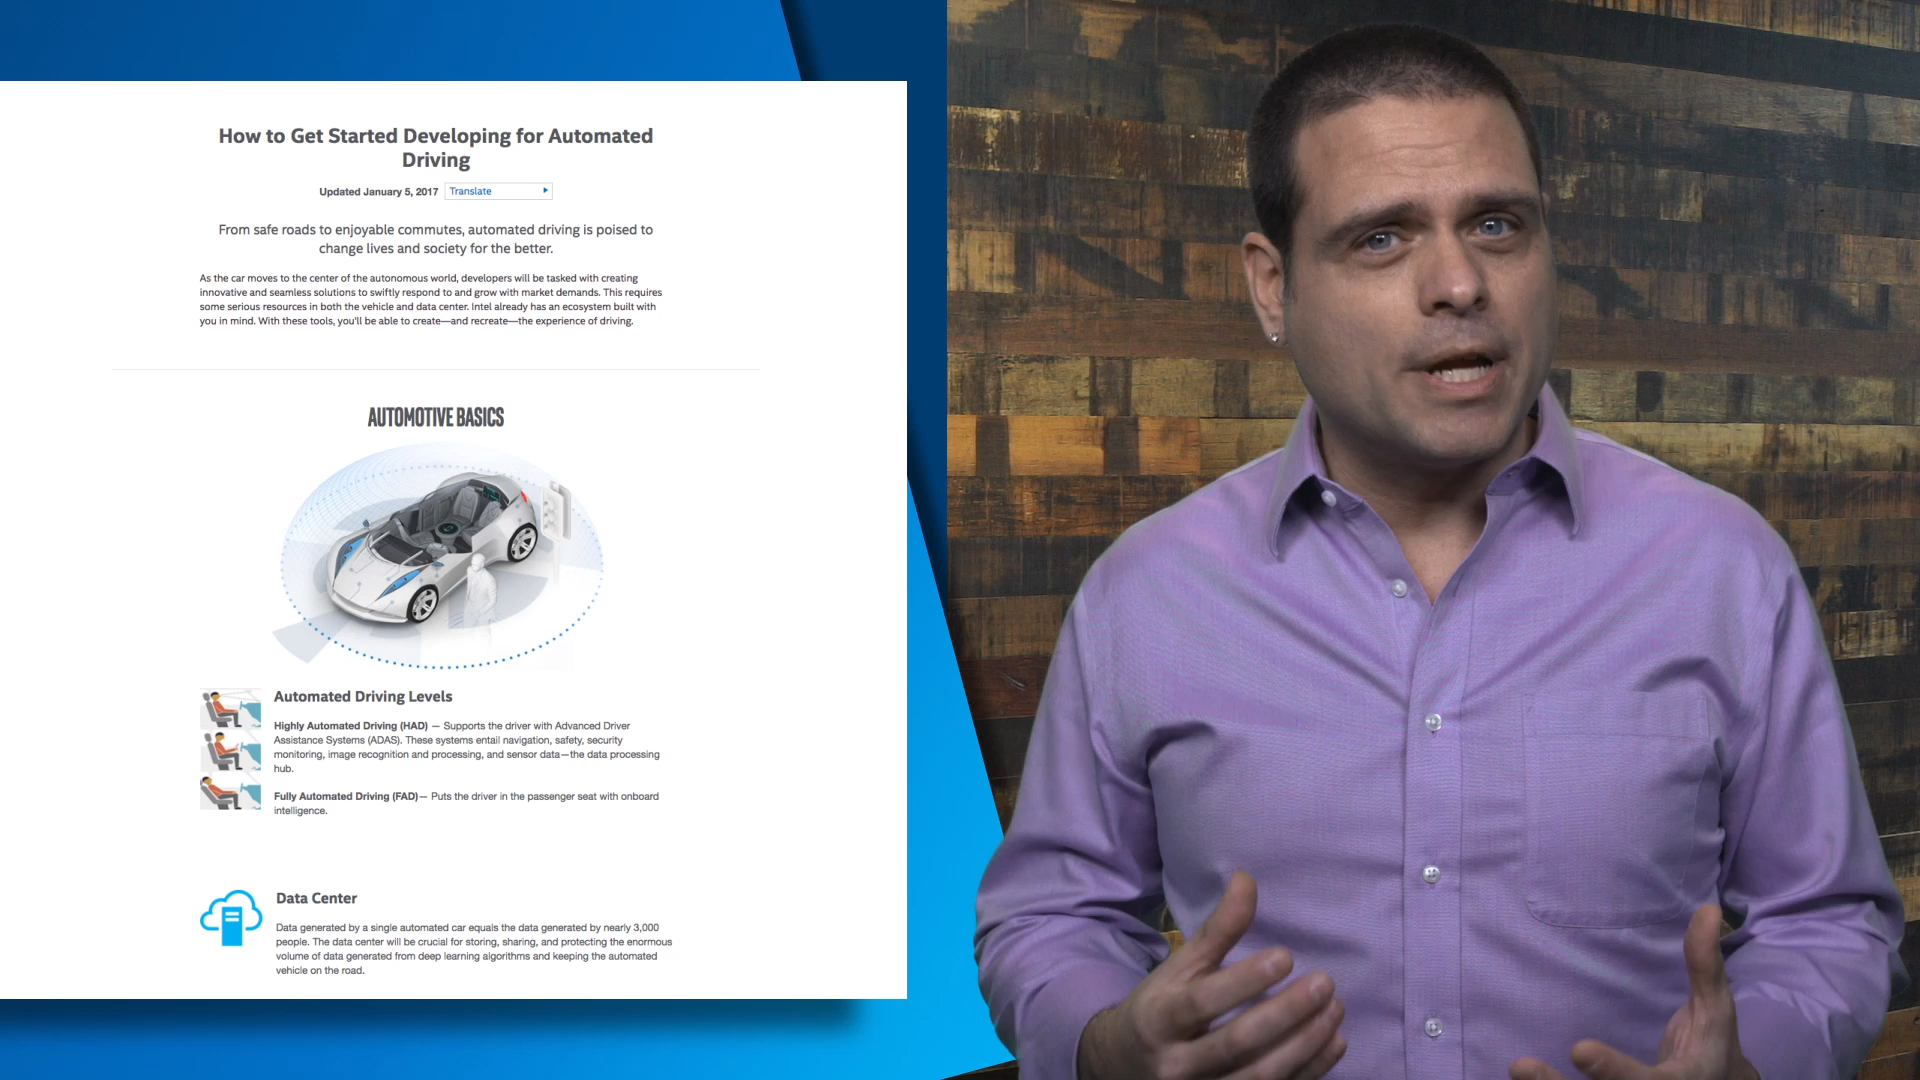 How to Get Started Developing for Automated
Driving
Updated January 5, 2017 Translate
From safe roads to enjoyable commutes, automated driving is poised to
change lives and society for the better.
As the car moves to the center of the autonomous world, developers will be tasked with creating
innovative and seamless solutions to swiftly respond to and grow with market demands. This requires
some serious resources in both the vehicle and data center. Intel already has an ecosystem built with
you in mind. With these tools, you'll be able to create—and recreate—the experience of driving.
AUTOMOTIVE BASICS
Automated Driving Levels
Highly Automated Driving (HAD) — Supports the driver with Advanced Driver
Assistance Systems (ADAS). These systems entail navigation, safety, security
monitoring, image recognition and processing, and sensor data—the data processing
hub.
Fully Automated Driving (FAD)— Puts the driver in the passenger seat with onboard
intelligence.
Data Center
Data generated by a single automated car equals the data generated by nearly 3,000
people. The data center will be crucial for storing, sharing, and protecting the enormous
volume of data generated from deep learning algorithms and keeping the automated
vehicle on the road.